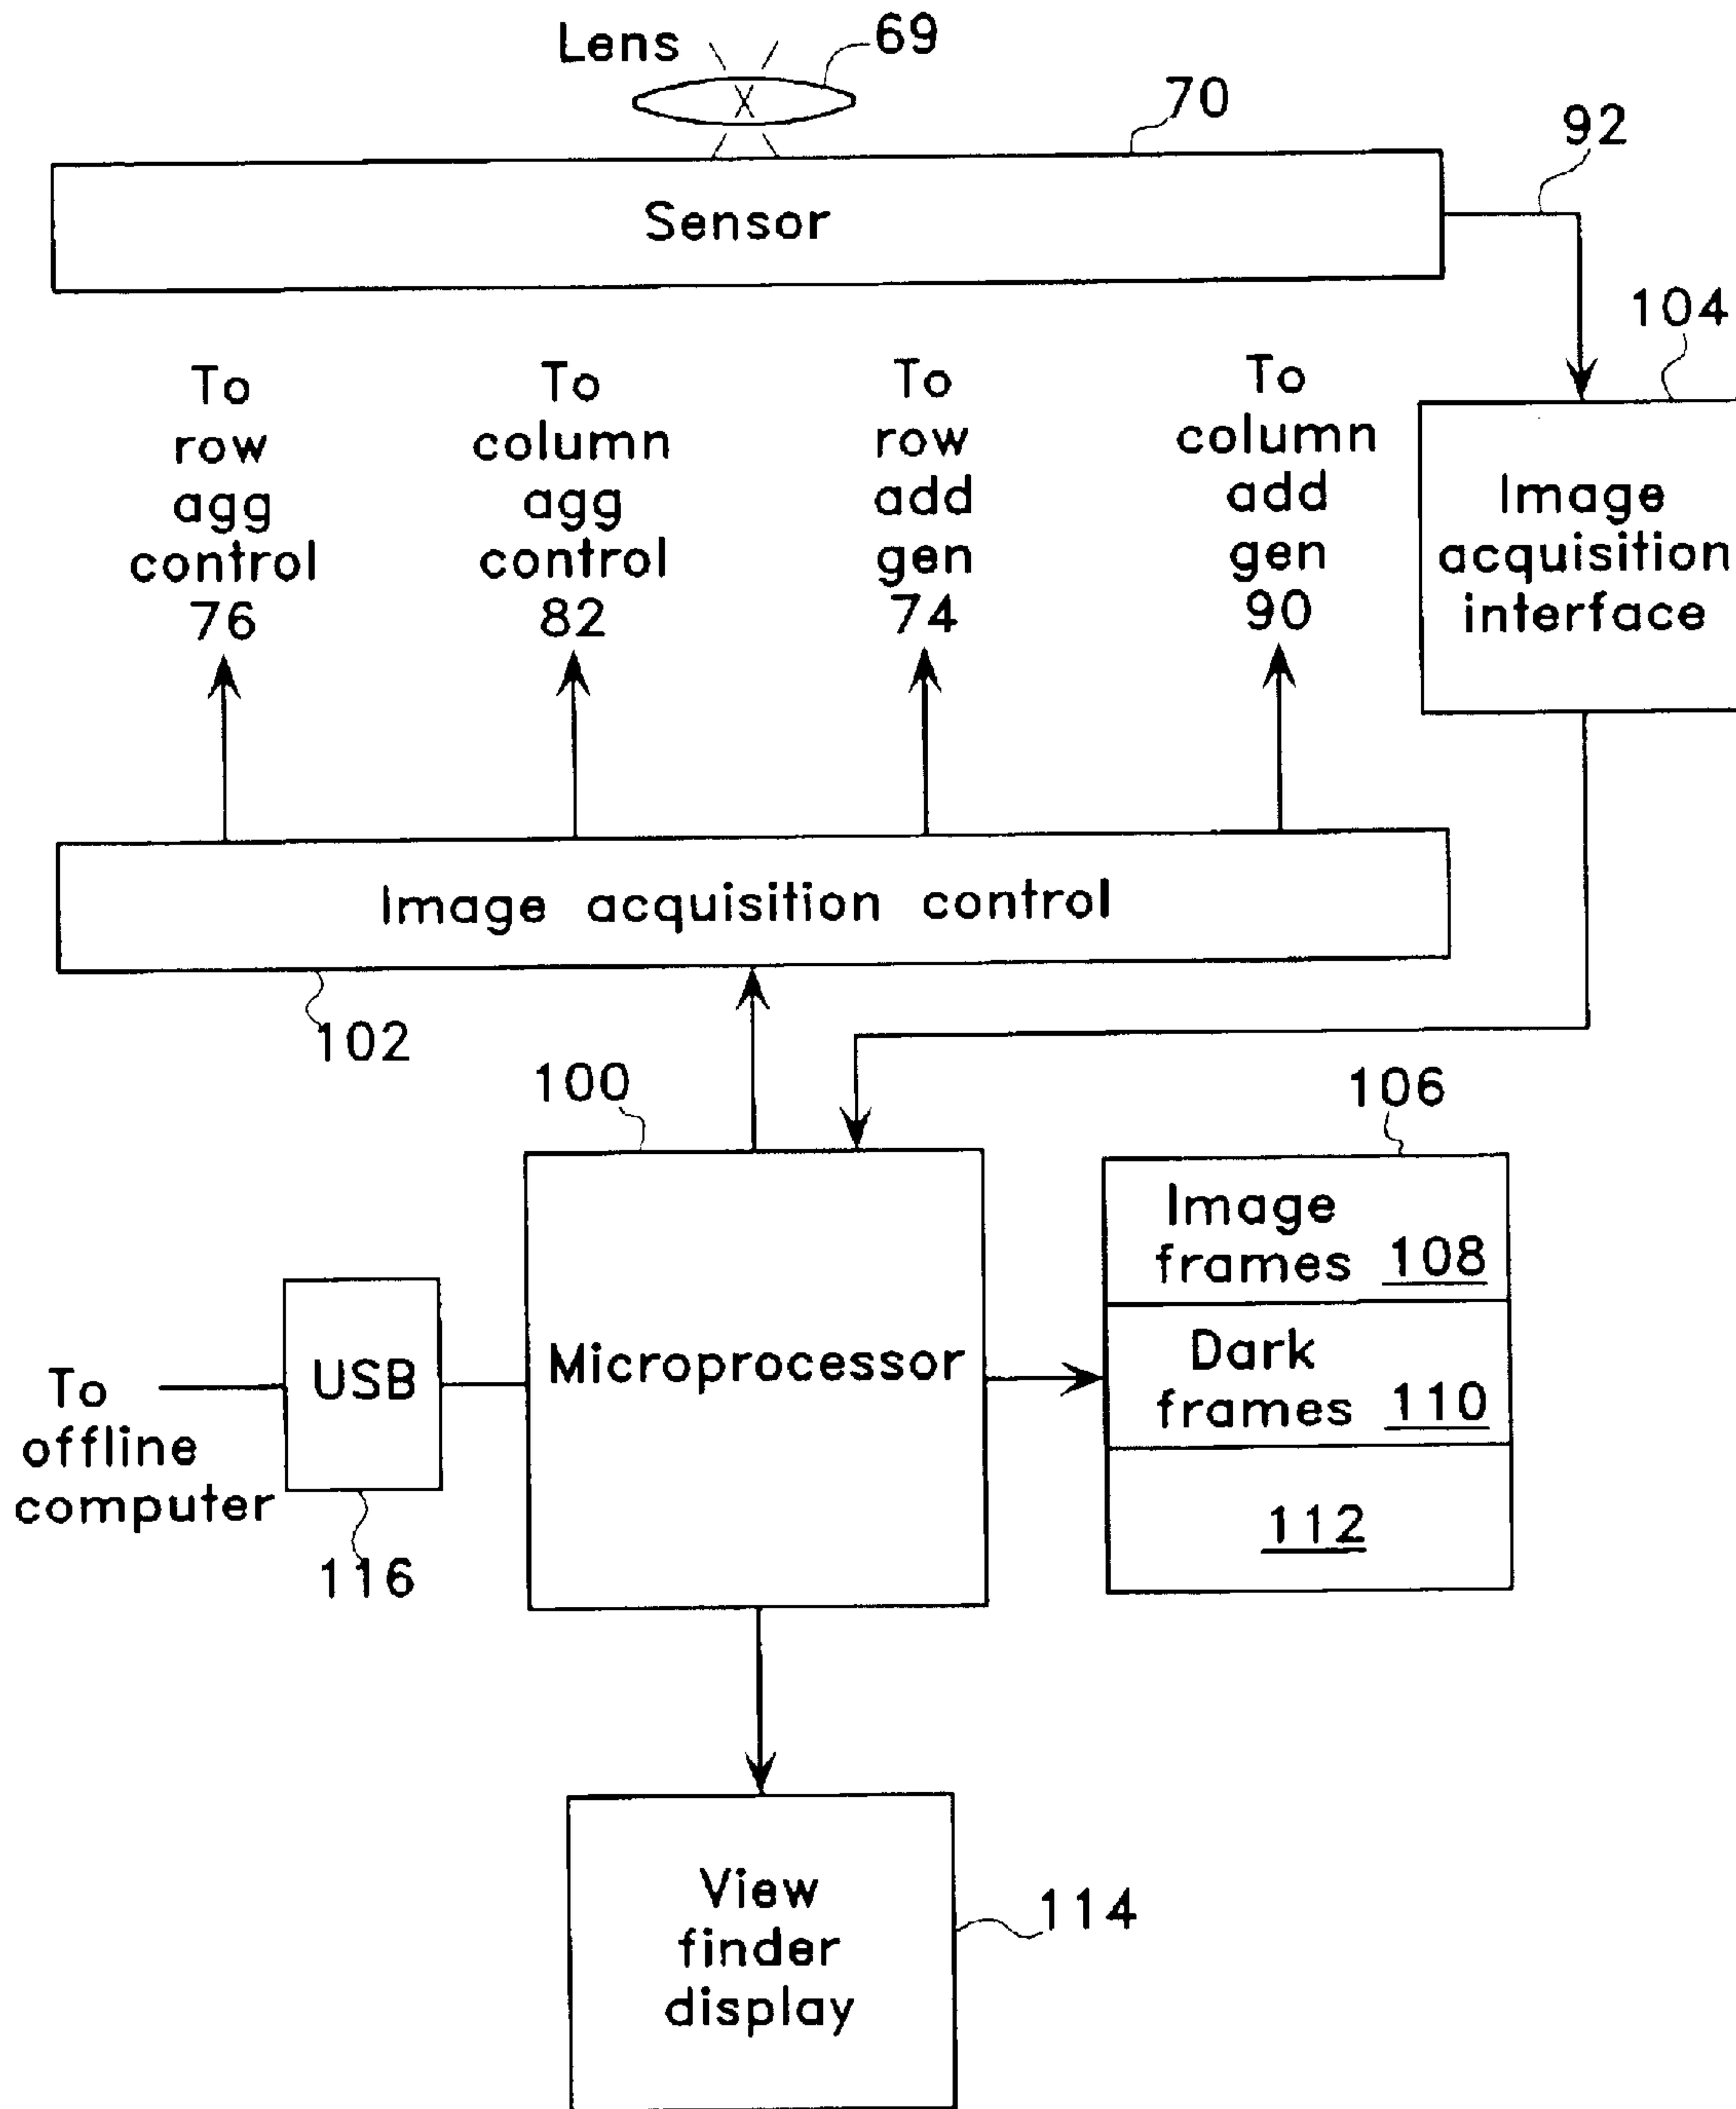 Lens
69
70
92
Sensor
104
To
row
agg
control
76
To
column
agg
control
82
To
row
add
gen
74
To
column
add
gen
90
Image
acquisition
interface
Image acquisition control
102
100
106
Image
frames 108
Dark
frames 110
112
Microprocessor
USB
To
offline
computer
116
View
finder
display
114